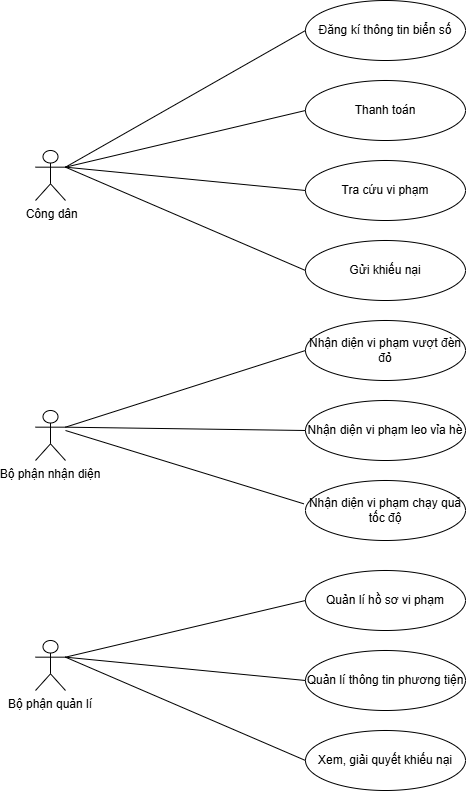 Đăng kí thông tin biển số
Thanh toán
Tra cứu vi phạm
Công dân
Gửi khiếu nại
Nhận diện vi phạm vượt đèn
đỏ
Nhận diện vi phạm leo vỉa hè
Bộ phận nhận diện
Nhận diện vi phạm chạy quá
tốc độ
Quản lí hồ sơ vi phạm
Quản lí thông tin phương tiện
Bộ phận quản lí
Xem, giải quyết khiếu nại